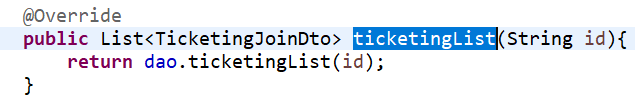 @Override
public List<TicketingJoinDto> ticketingList(String id){
    return dao.ticketingList(id);
}